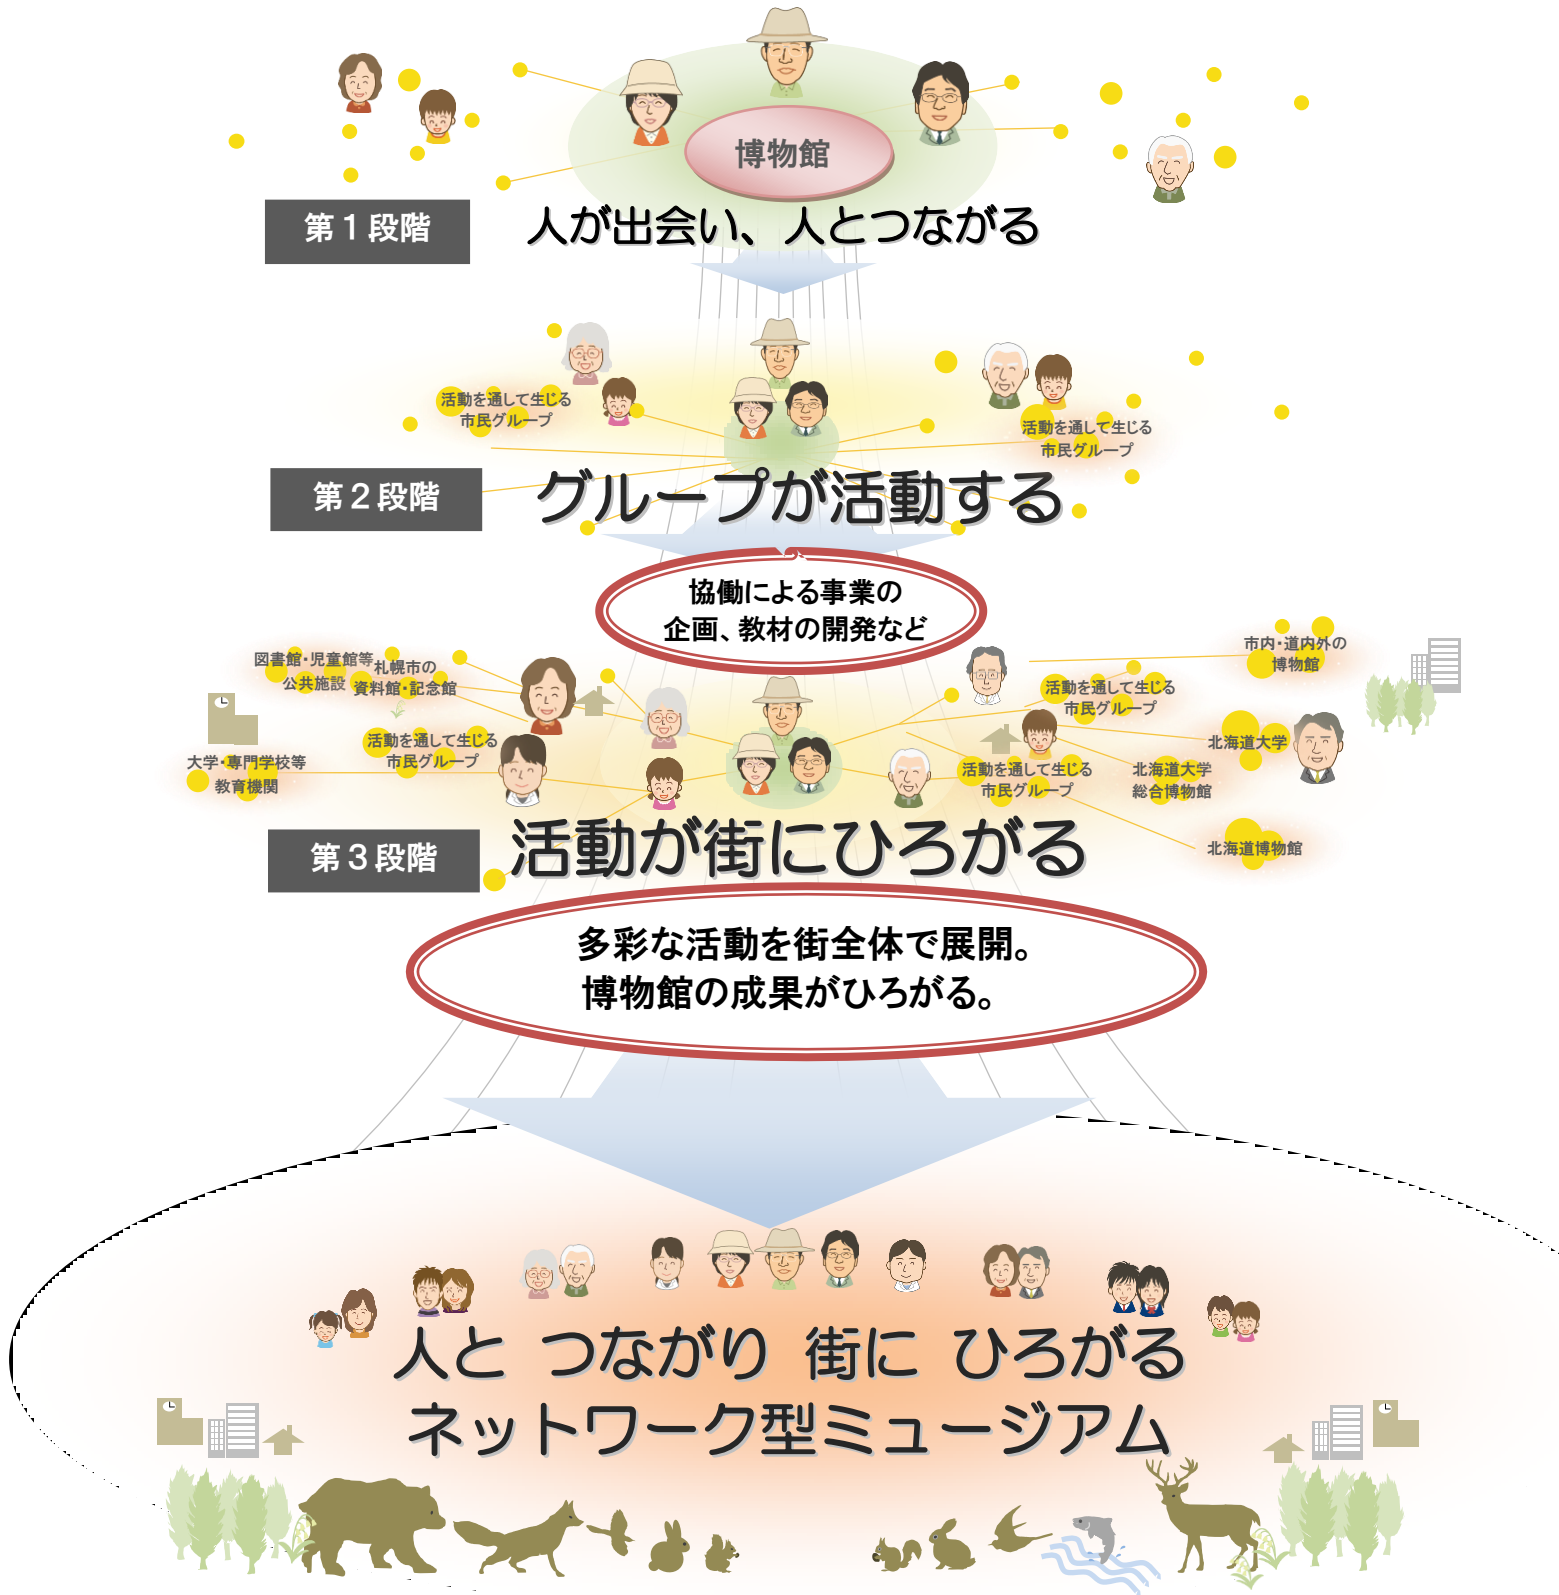 博物館
第１段階
人が出会い、人とつながる
活動を通して生じる
市民グループ
活動を通して生じる
市民グループ
第２段階
グループが活動する
協働による事業の
企画、教材の開発など
図書館・児童館等
公共施設
札幌市の
資料館・記念館
市内・道内外の
博物館
活動を通して生じる
市民グループ
活動を通して生じる
市民グループ
北海道大学
大学・専門学校等
教育機関
活動を通して生じる
市民グループ
北海道大学
総合博物館
第３段階
活動が街にひろがる
北海道博物館
多彩な活動を街全体で展開。
博物館の成果がひろがる。
人と つながり 街に ひろがる
ネットワーク型ミュージアム